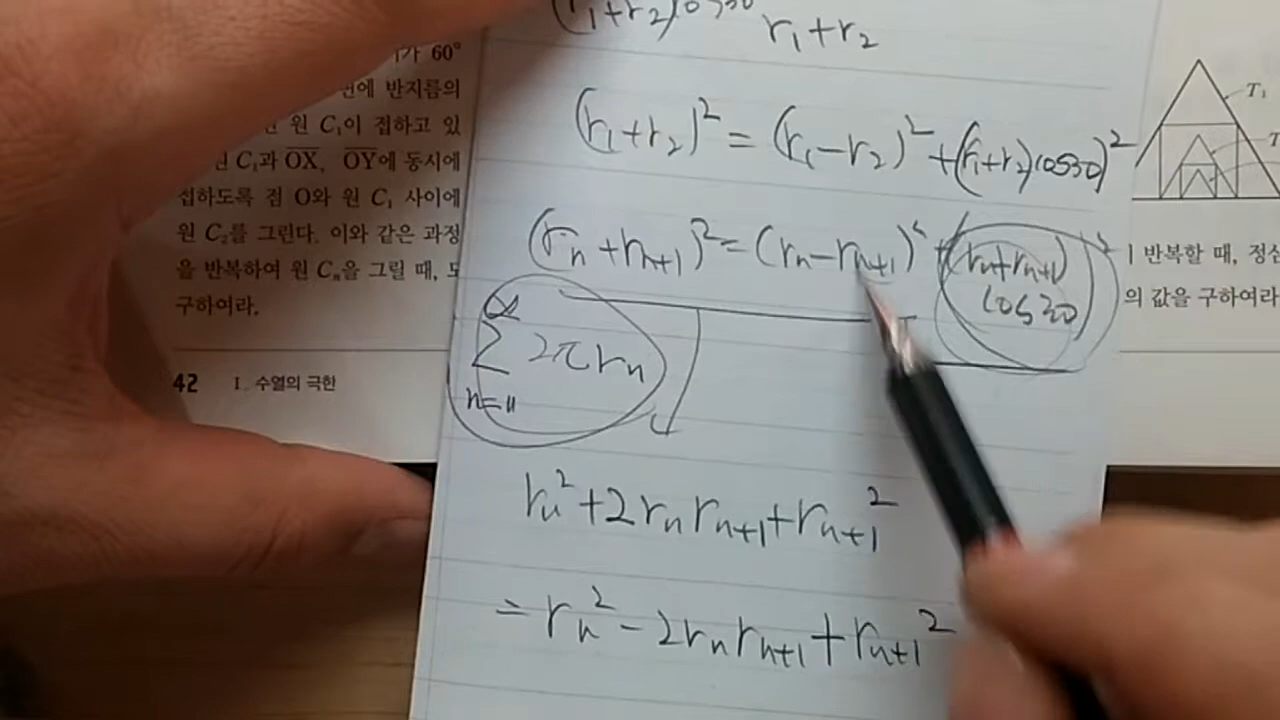 (r₁+r₂)cos30 r₁+r₂
(r₁+r₂)² = (r₁-r₂)² + ((r₁+r₂)cos30)²
(rₙ+rₙ₊₁)² = (rₙ-rₙ₊₁)² + ((rₙ+rₙ₊₁) cos30)²
∞
Σ 2πrₙ
n=1
rₙ²+2rₙrₙ₊₁+rₙ₊₁²
= rₙ²-2rₙrₙ₊₁+rₙ₊₁²
60°
반지름의
원 C₁이 접하고 있
C₁과 OX, OY에 동시에
접하도록 점 O와 원 C₁ 사이에
원 C₂를 그린다. 이와 같은 과정
을 반복하여 원 Cₙ을 그릴 때,
구하여라.
42 I. 수열의 극한
T₁
T
반복할 때,
의 값을 구하여라